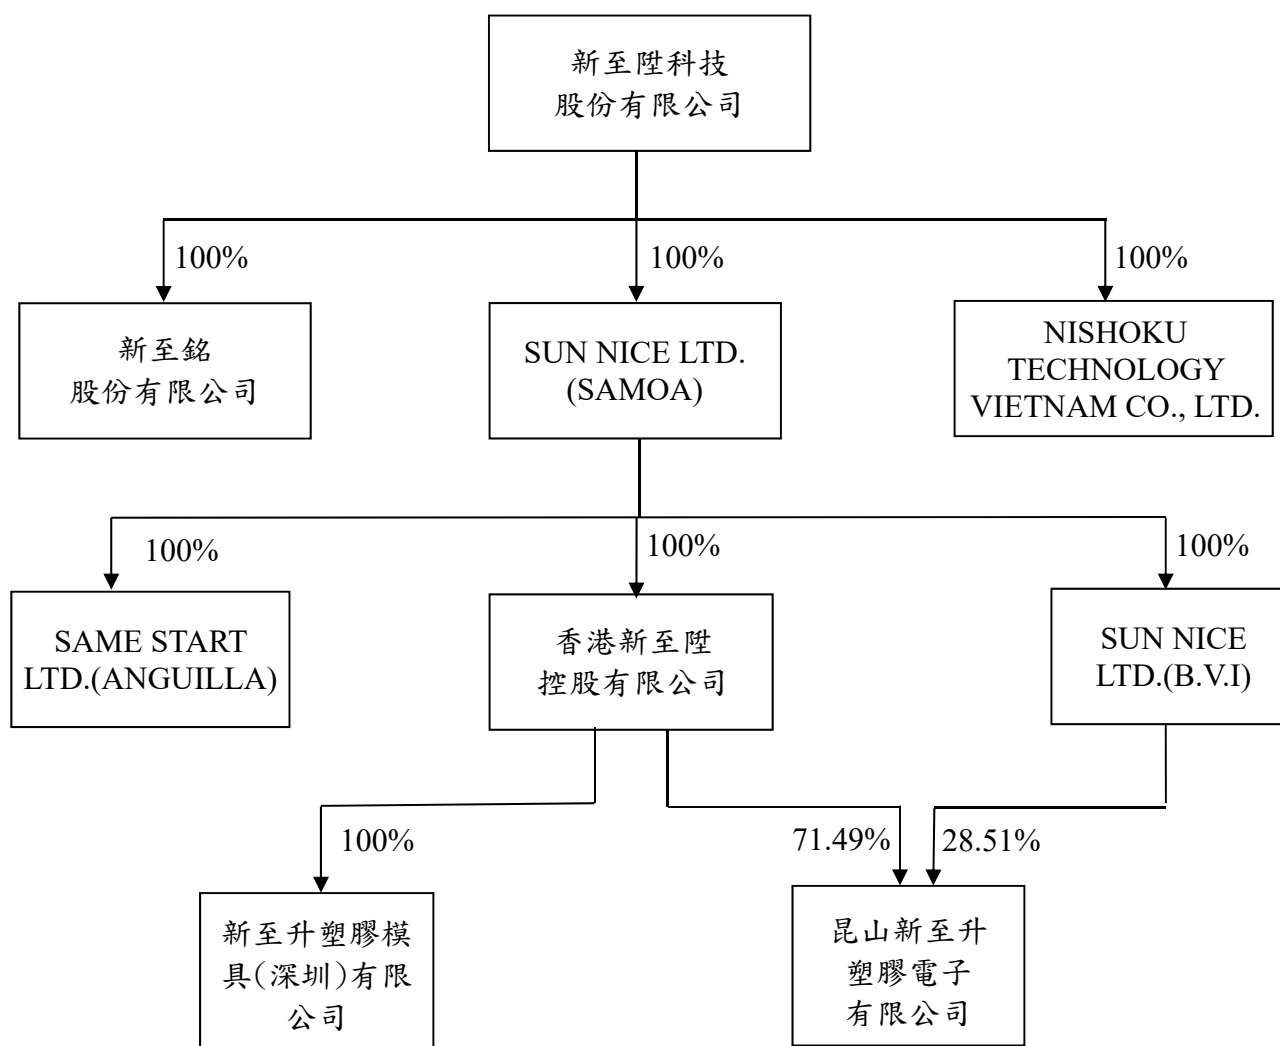 新至陞科技
股份有限公司
100%
100%
100%
新至銘
股份有限公司
SUN NICE LTD.
(SAMOA)
NISHOKU
TECHNOLOGY
VIETNAM CO., LTD.
100%
100%
100%
SAME START
LTD.(ANGUILLA)
香港新至陞
控股有限公司
SUN NICE
LTD.(B.V.I)
100%
71.49%
28.51%
新至升塑膠模
具(深圳)有限
公司
昆山新至升
塑膠電子
有限公司